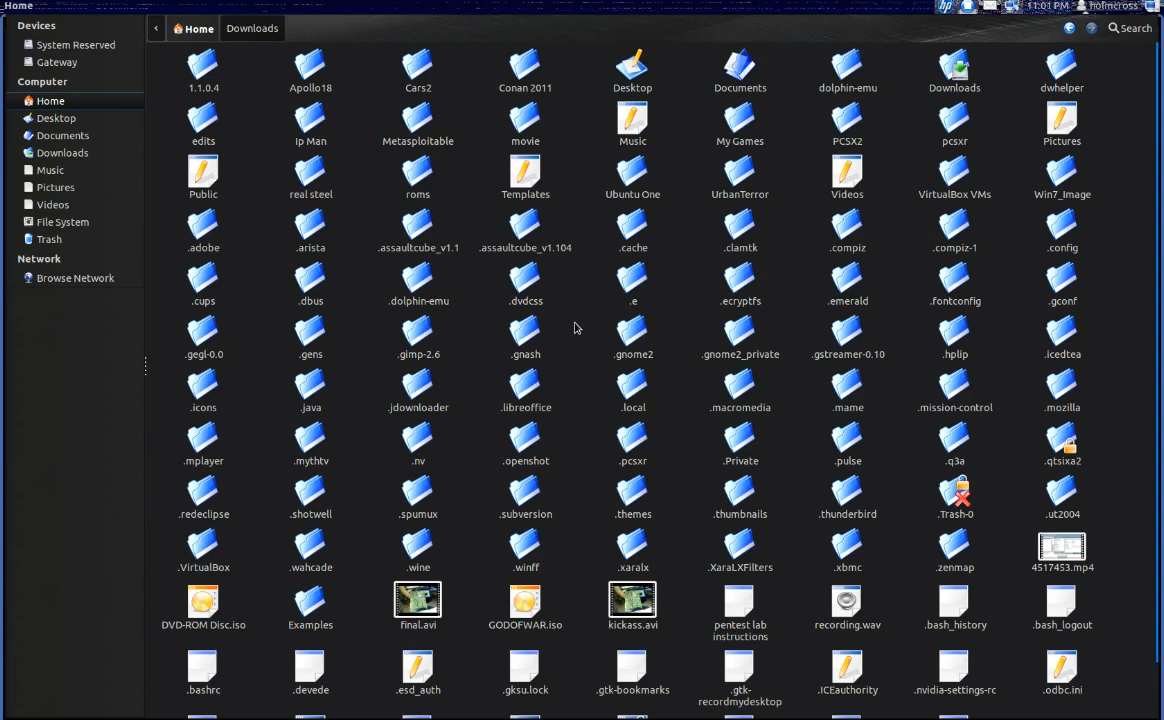 Home
hp
11:01 PM
holmcross
Devices
System Reserved
Gateway
Computer
Home
Desktop
Documents
Downloads
Music
Pictures
Videos
File System
Trash
Network
Browse Network
Home Downloads
Search
1.1.0.4 Apollo18 Cars2 Conan 2011 Desktop Documents dolphin-emu Downloads dwhelper
edits Ip Man Metasploitable movie Music My Games PCSX2 pcsxr Pictures
Public real steel roms Templates Ubuntu One UrbanTerror Videos VirtualBox VMs Win7_Image
.adobe .arista .assaultcube_v1.1 .assaultcube_v1.104 .cache .clamtk .compiz .compiz-1 .config
.cups .dbus .dolphin-emu .dvdcss .e .ecryptfs .emerald .fontconfig .gconf
.gegl-0.0 .gens .gimp-2.6 .gnash .gnome2 .gnome2_private .gstreamer-0.10 .hplip .icedtea
.icons .java .jdownloader .libreoffice .local .macromedia .mame .mission-control .mozilla
.mplayer .mythtv .nv .openshot .pcsxr .Private .pulse .q3a .qtsixa2
.redeclipse .shotwell .spumux .subversion .themes .thumbnails .thunderbird .Trash-0 .ut2004
.VirtualBox .wahcade .wine .winff .xaralx .XaraLXFilters .xbmc .zenmap 4517453.mp4
DVD-ROM Disc.iso Examples final.avi GODOFWAR.iso kickass.avi pentest lab recording.wav .bash_history .bash_logout
instructions
.bashrc .devede .esd_auth .gksu.lock .gtk-bookmarks .gtk- .ICEauthority .nvidia-settings-rc .odbc.ini
recordmydesktop